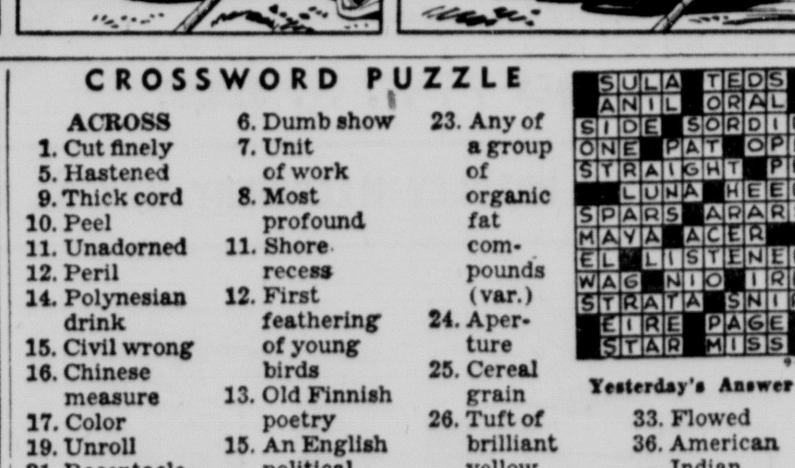 CROSSWORD PUZZLE
ACROSS
1. Cut finely
5. Hastened
9. Thick cord
10. Peel
11. Unadorned
12. Peril
14. Polynesian
drink
15. Civil wrong
16. Chinese
measure
17. Color
19. Unroll
6. Dumb show
7. Unit
of work
8. Most
profound
11. Shore
recess
12. First
feathering
of young
birds
13. Old Finnish
poetry
15. An English
political
23. Any of
a group
of
organic
fat
com-
pounds
(var.)
24. Aper-
ture
25. Cereal
grain
26. Tuft of
brilliant
yellow
SULA TEDS
ANIL ORAL
SIDE SORDI
ONE PAT OP
STRAIGHT P
LUNA HEE
SPARS ARAR
MAYA ACER
EL LISTENE
WAG NIO IR
STRATA SNI
EIRE PAGE
STAR MISS
Yesterday's Answer
33. Flowed
36. American
Indian